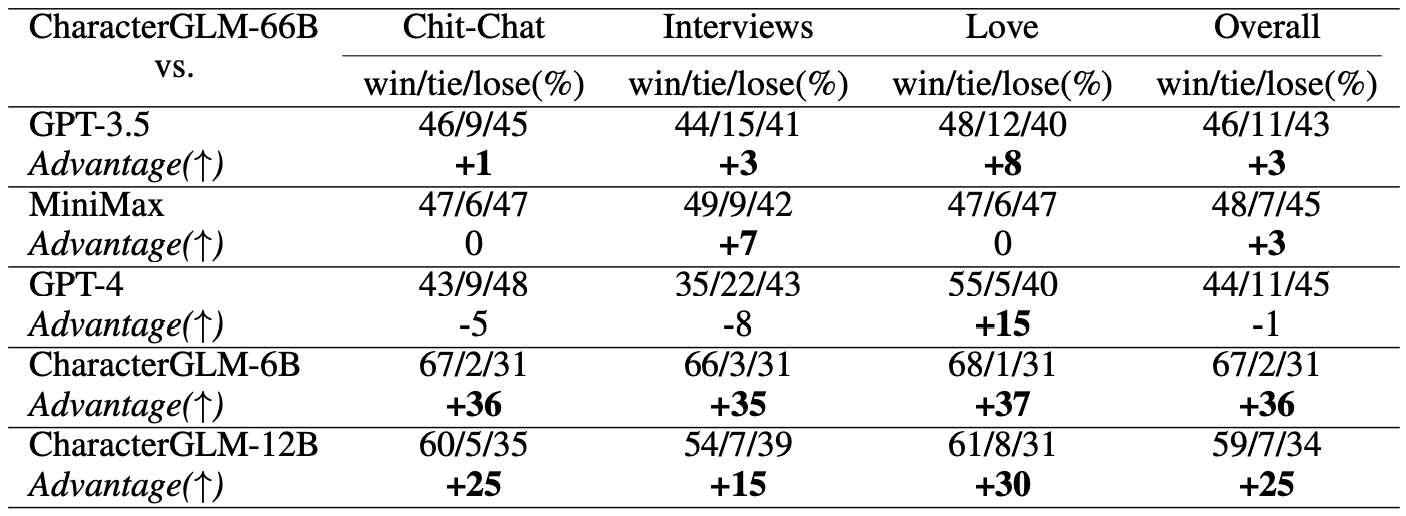 CharacterGLM-66B Chit-Chat Interviews Love Overall
vs. win/tie/lose(%) win/tie/lose(%) win/tie/lose(%) win/tie/lose(%)
GPT-3.5 46/9/45 44/15/41 48/12/40 46/11/43
Advantage(↑) +1 +3 +8 +3
MiniMax 47/6/47 49/9/42 47/6/47 48/7/45
Advantage(↑) 0 +7 0 +3
GPT-4 43/9/48 35/22/43 55/5/40 44/11/45
Advantage(↑) -5 -8 +15 -1
CharacterGLM-6B 67/2/31 66/3/31 68/1/31 67/2/31
Advantage(↑) +36 +35 +37 +36
CharacterGLM-12B 60/5/35 54/7/39 61/8/31 59/7/34
Advantage(↑) +25 +15 +30 +25